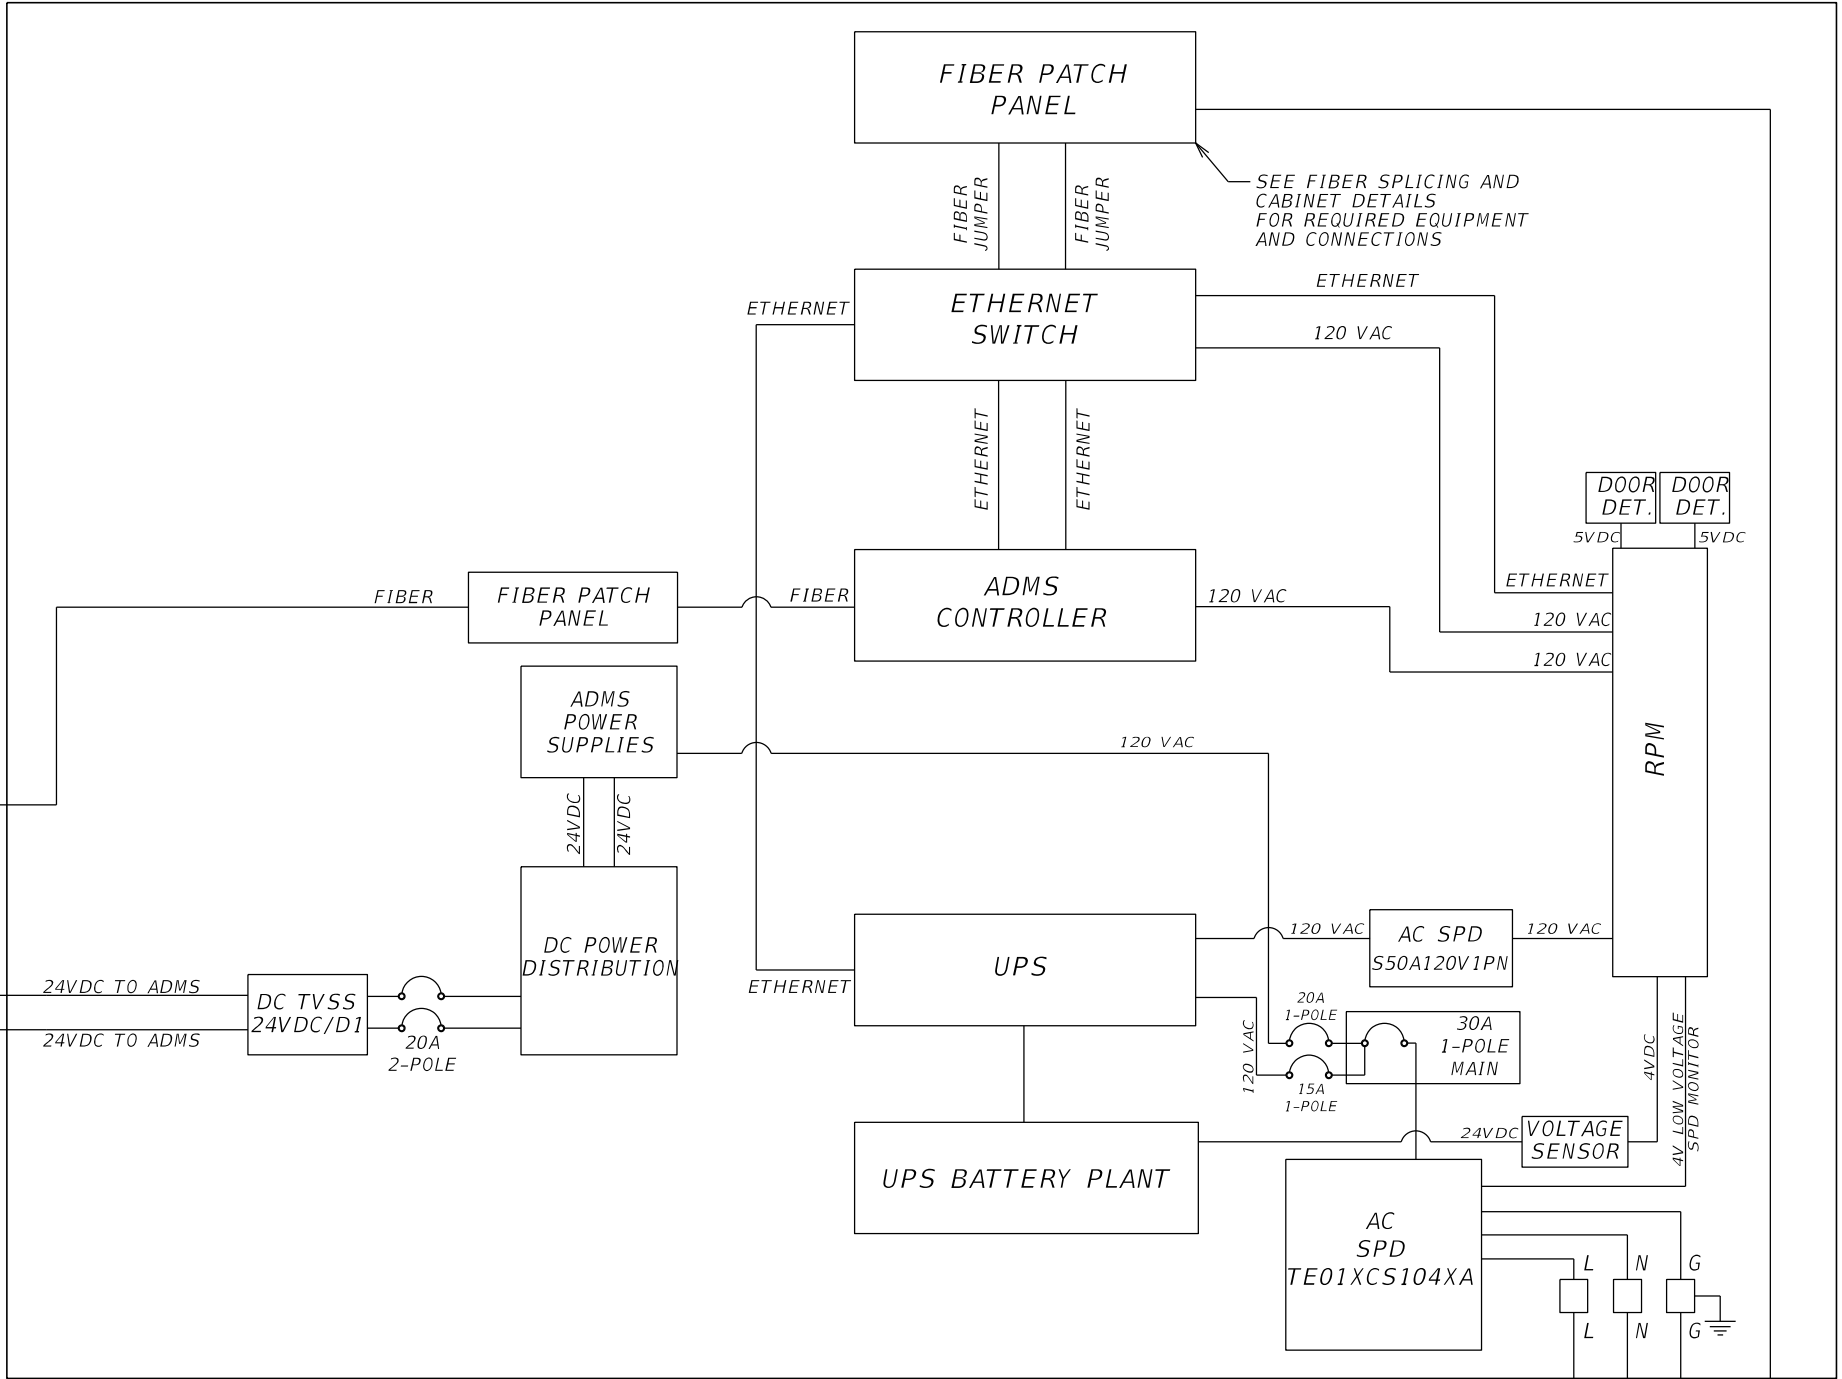 FIBER PATCH
PANEL
FIBER
JUMPER
FIBER
JUMPER
SEE FIBER SPLICING AND
CABINET DETAILS
FOR REQUIRED EQUIPMENT
AND CONNECTIONS
ETHERNET
ETHERNET
SWITCH
ETHERNET
120 VAC
ETHERNET
ETHERNET
DOOR
DET.
DOOR
DET.
5VDC
5VDC
FIBER
FIBER PATCH
PANEL
FIBER
ADMS
CONTROLLER
120 VAC
ETHERNET
120 VAC
120 VAC
RPM
ADMS
POWER
SUPPLIES
120 VAC
24VDC
24VDC
DC POWER
DISTRIBUTION
24VDC TO ADMS
24VDC TO ADMS
DC TVSS
24VDC/D1
20A
2-POLE
UPS
ETHERNET
120 VAC
AC SPD
S50A120V1PN
120 VAC
120 VAC
20A
1-POLE
15A
1-POLE
30A
1-POLE
MAIN
4VDC
4V LOW VOLTAGE
SPD MONITOR
UPS BATTERY PLANT
24VDC
VOLTAGE
SENSOR
AC
SPD
TE01XCS104XA
L
N
G
L
N
G